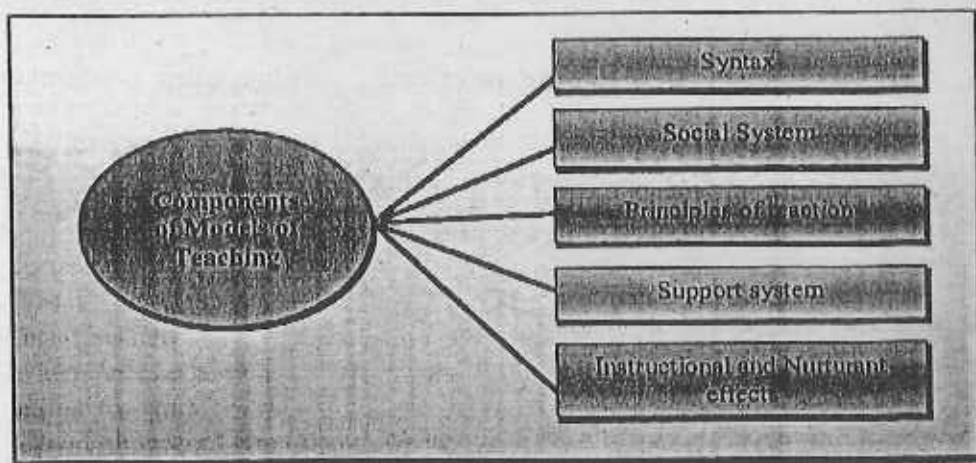 Components
of Models of
Teaching
Syntax
Social System
Principles of reaction
Support system
Instructional and Nurturant
effects